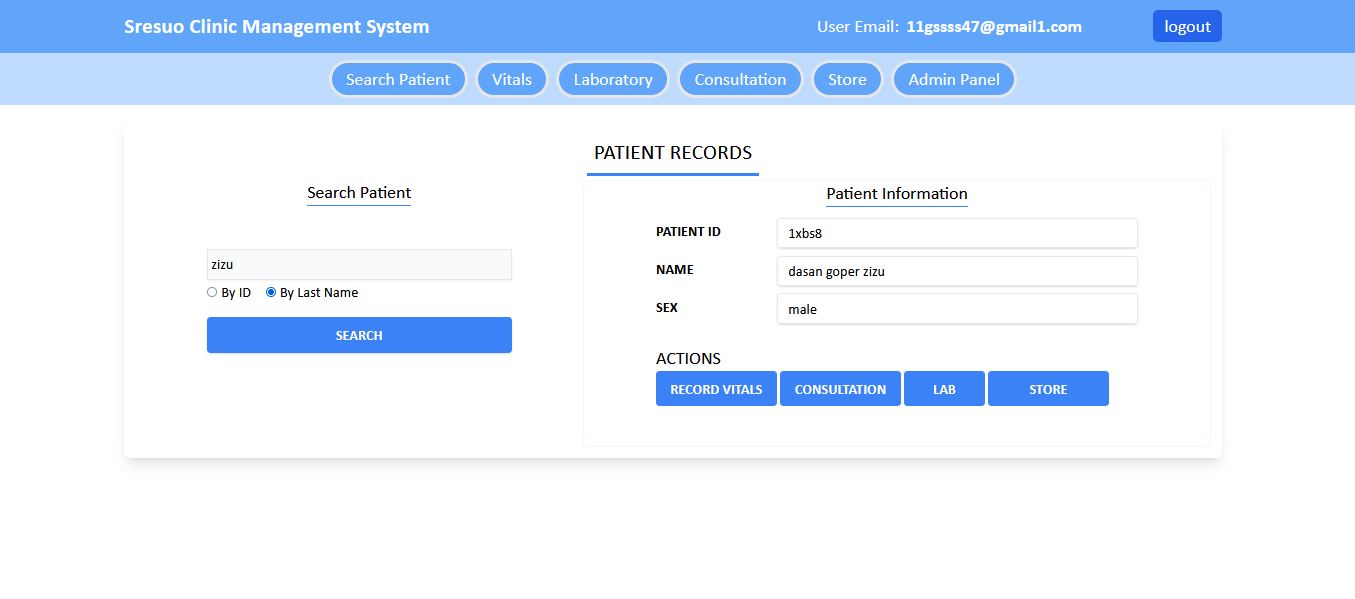 Sresuo Clinic Management System
User Email: 11gssss47@gmail1.com
logout
Search Patient
Vitals
Laboratory
Consultation
Store
Admin Panel
PATIENT RECORDS
Search Patient
zizu
By ID
By Last Name
SEARCH
Patient Information
PATIENT ID 1xbs8
NAME dasan goper zizu
SEX male
ACTIONS
RECORD VITALS
CONSULTATION
LAB
STORE